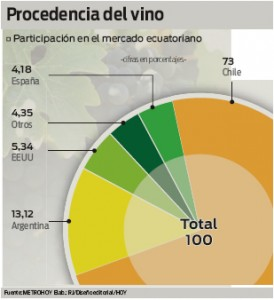 Procedencia del vino
Participación en el mercado ecuatoriano
-cifras en porcentajes-
4,18
España
73
Chile
4,35
Otros
5,34
EEUU
13,12
Argentina
Total
100
Fuente: METROHOY Elab.: RJ/Diseño editorial/HOY